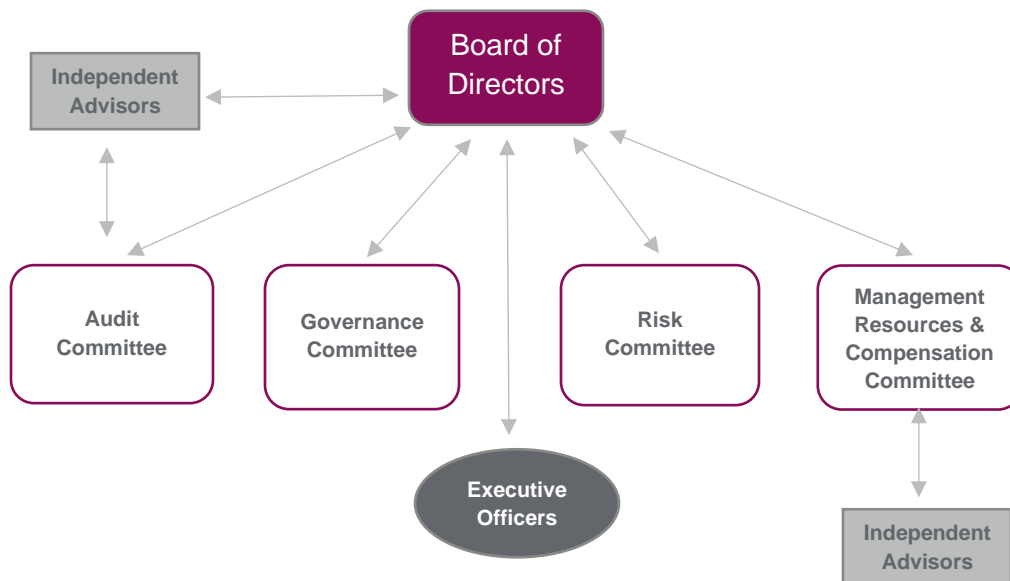 Board of
Directors
Independent
Advisors
Audit
Committee
Governance
Committee
Risk
Committee
Management
Resources &
Compensation
Committee
Executive
Officers
Independent
Advisors